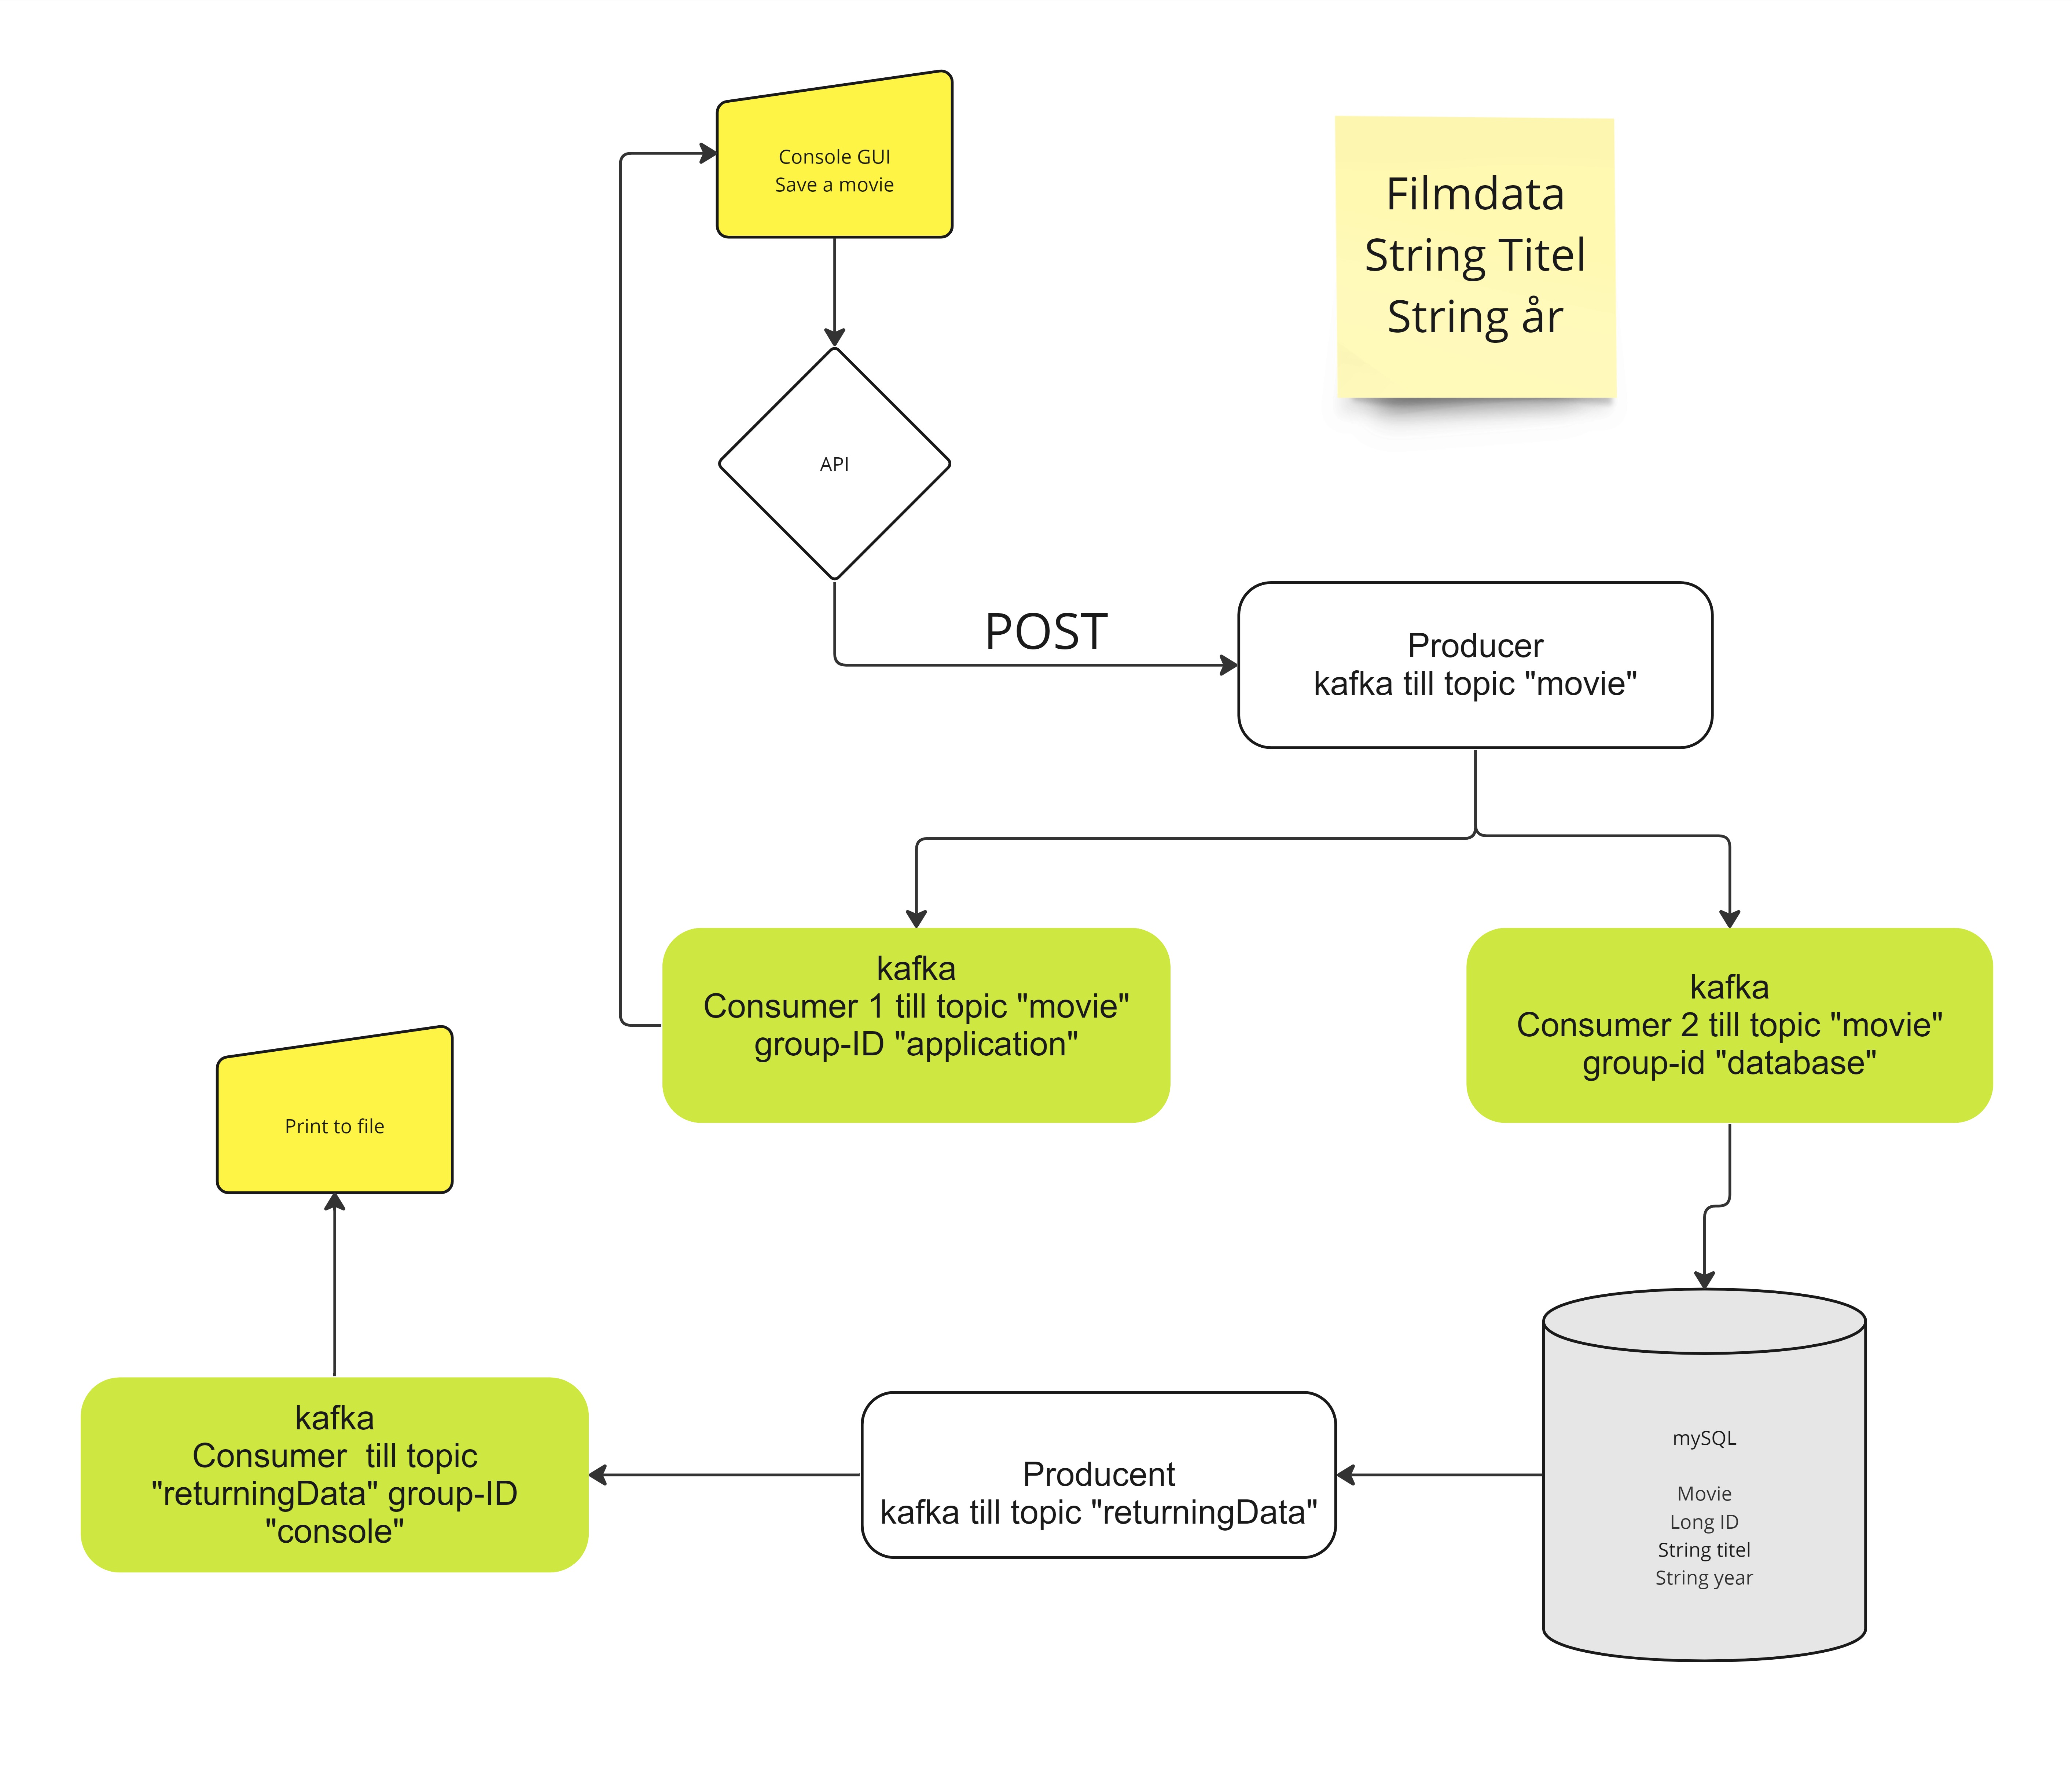 Console GUI
Save a movie
Filmdata
String Titel
String år
API
POST
Producer
kafka till topic "movie"
kafka
Consumer 1 till topic "movie"
group-ID "application"
kafka
Consumer 2 till topic "movie"
group-id "database"
Print to file
kafka
Consumer  till topic
"returningData" group-ID
"console"
Producent
kafka till topic "returningData"
mySQL
Movie
Long ID
String titel
String year